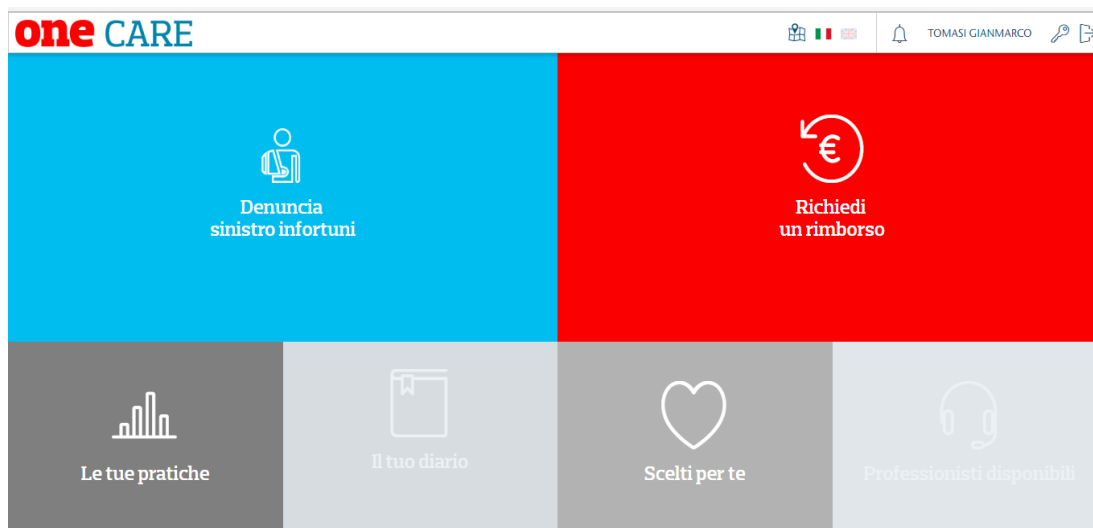 one CARE
TOMASI GIANMARCO
Denuncia
sinistro infortuni
€
Richiedi
un rimborso
Le tue pratiche
Il tuo diario
Scelti per te
Professionisti disponibili